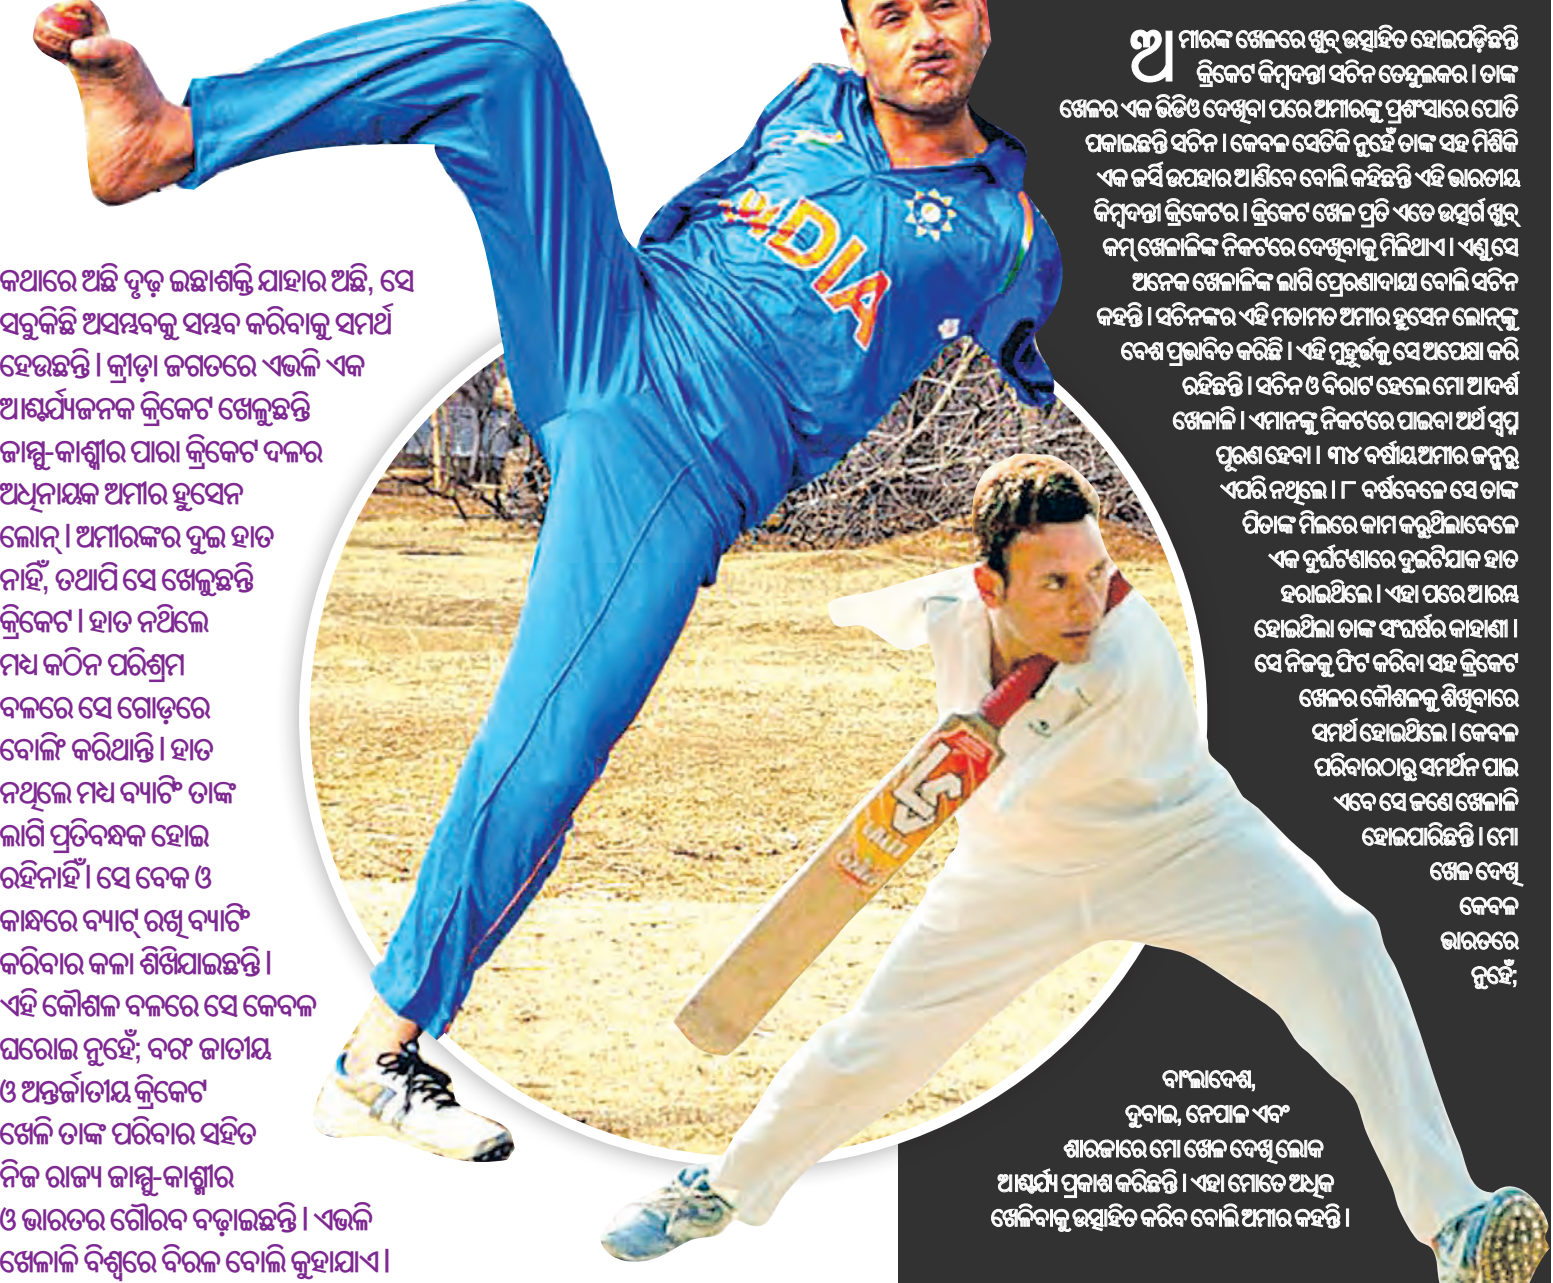 କଥାରେ ଅଛି ଦୃଢ଼ ଇଛାଶକ୍ତି ଯାହାର ଅଛି, ସେ
ସବୁକିଛି ଅସମ୍ଭବକୁ ସମ୍ଭବ କରିବାକୁ ସମର୍ଥ
ହେଉଛନ୍ତି । କ୍ରୀଡ଼ା ଜଗତରେ ଏଭଳି ଏକ
ଆଶ୍ଚର୍ଯ୍ୟଜନକ କ୍ରିକେଟ ଖେଳୁଛନ୍ତି
ଜାମ୍ମୁ-କାଶ୍ମୀର ପାରା କ୍ରିକେଟ ଦଳର
ଅଧିନାୟକ ଅମୀର ହୁସେନ
ଲୋନ୍ । ଅମୀରଙ୍କର ଦୁଇ ହାତ
ନାହିଁ, ତଥାପି ସେ ଖେଳୁଛନ୍ତି
କ୍ରିକେଟ । ହାତ ନଥିଲେ
ମଧ୍ୟ କଠିନ ପରିଶ୍ରମ
ବଳରେ ସେ ଗୋଡ଼ରେ
ବୋଲିଂ କରିଥାନ୍ତି । ହାତ
ନଥିଲେ ମଧ୍ୟ ବ୍ୟାଟିଂ ତାଙ୍କ
ଲାଗି ପ୍ରତିବନ୍ଧକ ହୋଇ
ରହିନାହିଁ । ସେ ବେକ ଓ
କାନ୍ଧରେ ବ୍ୟାଟ୍ ରଖି ବ୍ୟାଟିଂ
କରିବାର କଳା ଶିଖିଯାଇଛନ୍ତି ।
ଏହି କୌଶଳ ବଳରେ ସେ କେବଳ
ଘରୋଇ ନୁହେଁ; ବରଂ ଜାତୀୟ
ଓ ଅନ୍ତର୍ଜାତୀୟ କ୍ରିକେଟ
ଖେଳି ତାଙ୍କ ପରିବାର ସହିତ
ନିଜ ରାଜ୍ୟ ଜାମ୍ମୁ-କାଶ୍ମୀର
ଓ ଭାରତର ଗୌରବ ବଢ଼ାଇଛନ୍ତି । ଏଭଳି
ଖେଳାଳି ବିଶ୍ୱରେ ବିରଳ ବୋଲି କୁହାଯାଏ ।
INDIA
ଅମୀରଙ୍କ ଖେଳରେ ଖୁବ୍ ଉତ୍ସାହିତ ହୋଇପଡ଼ିଛନ୍ତି
କ୍ରିକେଟ କିମ୍ବଦନ୍ତୀ ସଚିନ ତେନ୍ଦୁଲକର । ତାଙ୍କ
ଖେଳର ଏକ ଭିଡିଓ ଦେଖିବା ପରେ ଅମୀରଙ୍କୁ ପ୍ରଶଂସାରେ ପୋତି
ପକାଇଛନ୍ତି ସଚିନ । କେବଳ ସେତିକି ନୁହେଁ ତାଙ୍କ ସହ ମିଶିକି
ଏକ ଜର୍ସି ଉପହାର ଆଣିବେ ବୋଲି କହିଛନ୍ତି ଏହି ଭାରତୀୟ
କିମ୍ବଦନ୍ତୀ କ୍ରିକେଟର । କ୍ରିକେଟ ଖେଳ ପ୍ରତି ଏତେ ଉତ୍ସର୍ଗ ଖୁବ୍
କମ୍ ଖେଳାଳିଙ୍କ ନିକଟରେ ଦେଖିବାକୁ ମିଳିଥାଏ । ଏଣୁ ସେ
ଅନେକ ଖେଳାଳିଙ୍କ ଲାଗି ପ୍ରେରଣାଦାୟୀ ବୋଲି ସଚିନ
କହନ୍ତି । ସଚିନଙ୍କର ଏହି ମତାମତ ଅମୀର ହୁସେନ ଲୋନ୍‌ଙ୍କୁ
ବେଶ ପ୍ରଭାବିତ କରିଛି । ଏହି ମୁହୂର୍ତ୍ତକୁ ସେ ଅପେକ୍ଷା କରି
ରହିଛନ୍ତି । ସଚିନ ଓ ବିରାଟ ହେଲେ ମୋ ଆଦର୍ଶ
ଖେଳାଳି । ଏମାନଙ୍କୁ ନିକଟରେ ପାଇବା ଅର୍ଥ ସ୍ୱପ୍ନ
ପୂରଣ ହେବା । ୩୪ ବର୍ଷୀୟ ଅମୀର ଜନ୍ମରୁ
ଏପରି ନଥିଲେ । ୮ ବର୍ଷବେଳେ ସେ ତାଙ୍କ
ପିତାଙ୍କ ମିଲରେ କାମ କରୁଥିଲାବେଳେ
ଏକ ଦୁର୍ଘଟଣାରେ ଦୁଇଟିଯାକ ହାତ
ହରାଇଥିଲେ । ଏହା ପରେ ଆରମ୍ଭ
ହୋଇଥିଲା ତାଙ୍କ ସଂଘର୍ଷର କାହାଣୀ ।
ସେ ନିଜକୁ ଫିଟ କରିବା ସହ କ୍ରିକେଟ
ଖେଳର କୌଶଳକୁ ଶିଖିବାରେ
ସମର୍ଥ ହୋଇଥିଲେ । କେବଳ
ପରିବାରଠାରୁ ସମର୍ଥନ ପାଇ
ଏବେ ସେ ଜଣେ ଖେଳାଳି
ହୋଇପାରିଛନ୍ତି । ମୋ
ଖେଳ ଦେଖି
କେବଳ
ଭାରତରେ
ନୁହେଁ;
ବାଂଲାଦେଶ,
ଦୁବାଇ, ନେପାଳ ଏବଂ
ଶାରଜାରେ ମୋ ଖେଳ ଦେଖି ଲୋକ
ଆଶ୍ଚର୍ଯ୍ୟ ପ୍ରକାଶ କରିଛନ୍ତି । ଏହା ମୋତେ ଅଧିକ
ଖେଳିବାକୁ ଉତ୍ସାହିତ କରିବ ବୋଲି ଅମୀର କହନ୍ତି ।